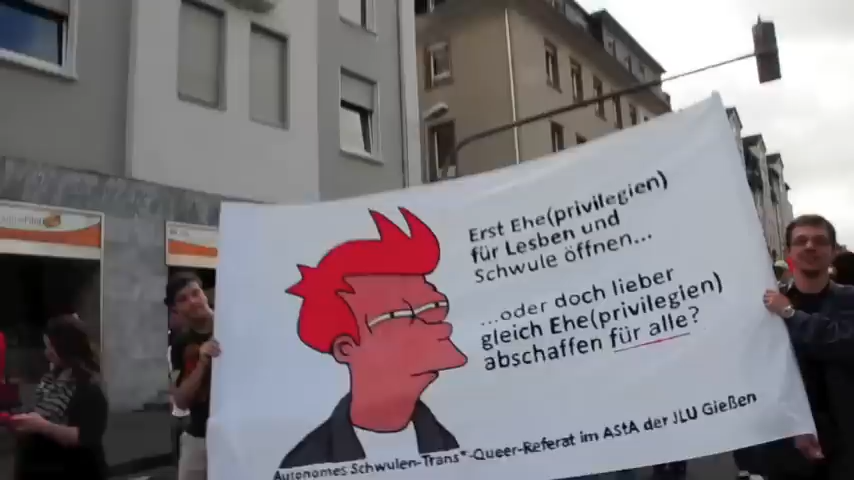 Erst Ehe(privilegien)
für Lesben und
Schwule öffnen...
...oder doch lieber
gleich Ehe(privilegien)
abschaffen für alle?
Autonomes Schwulen-Trans*-Queer-Referat im AStA der JLU Gießen